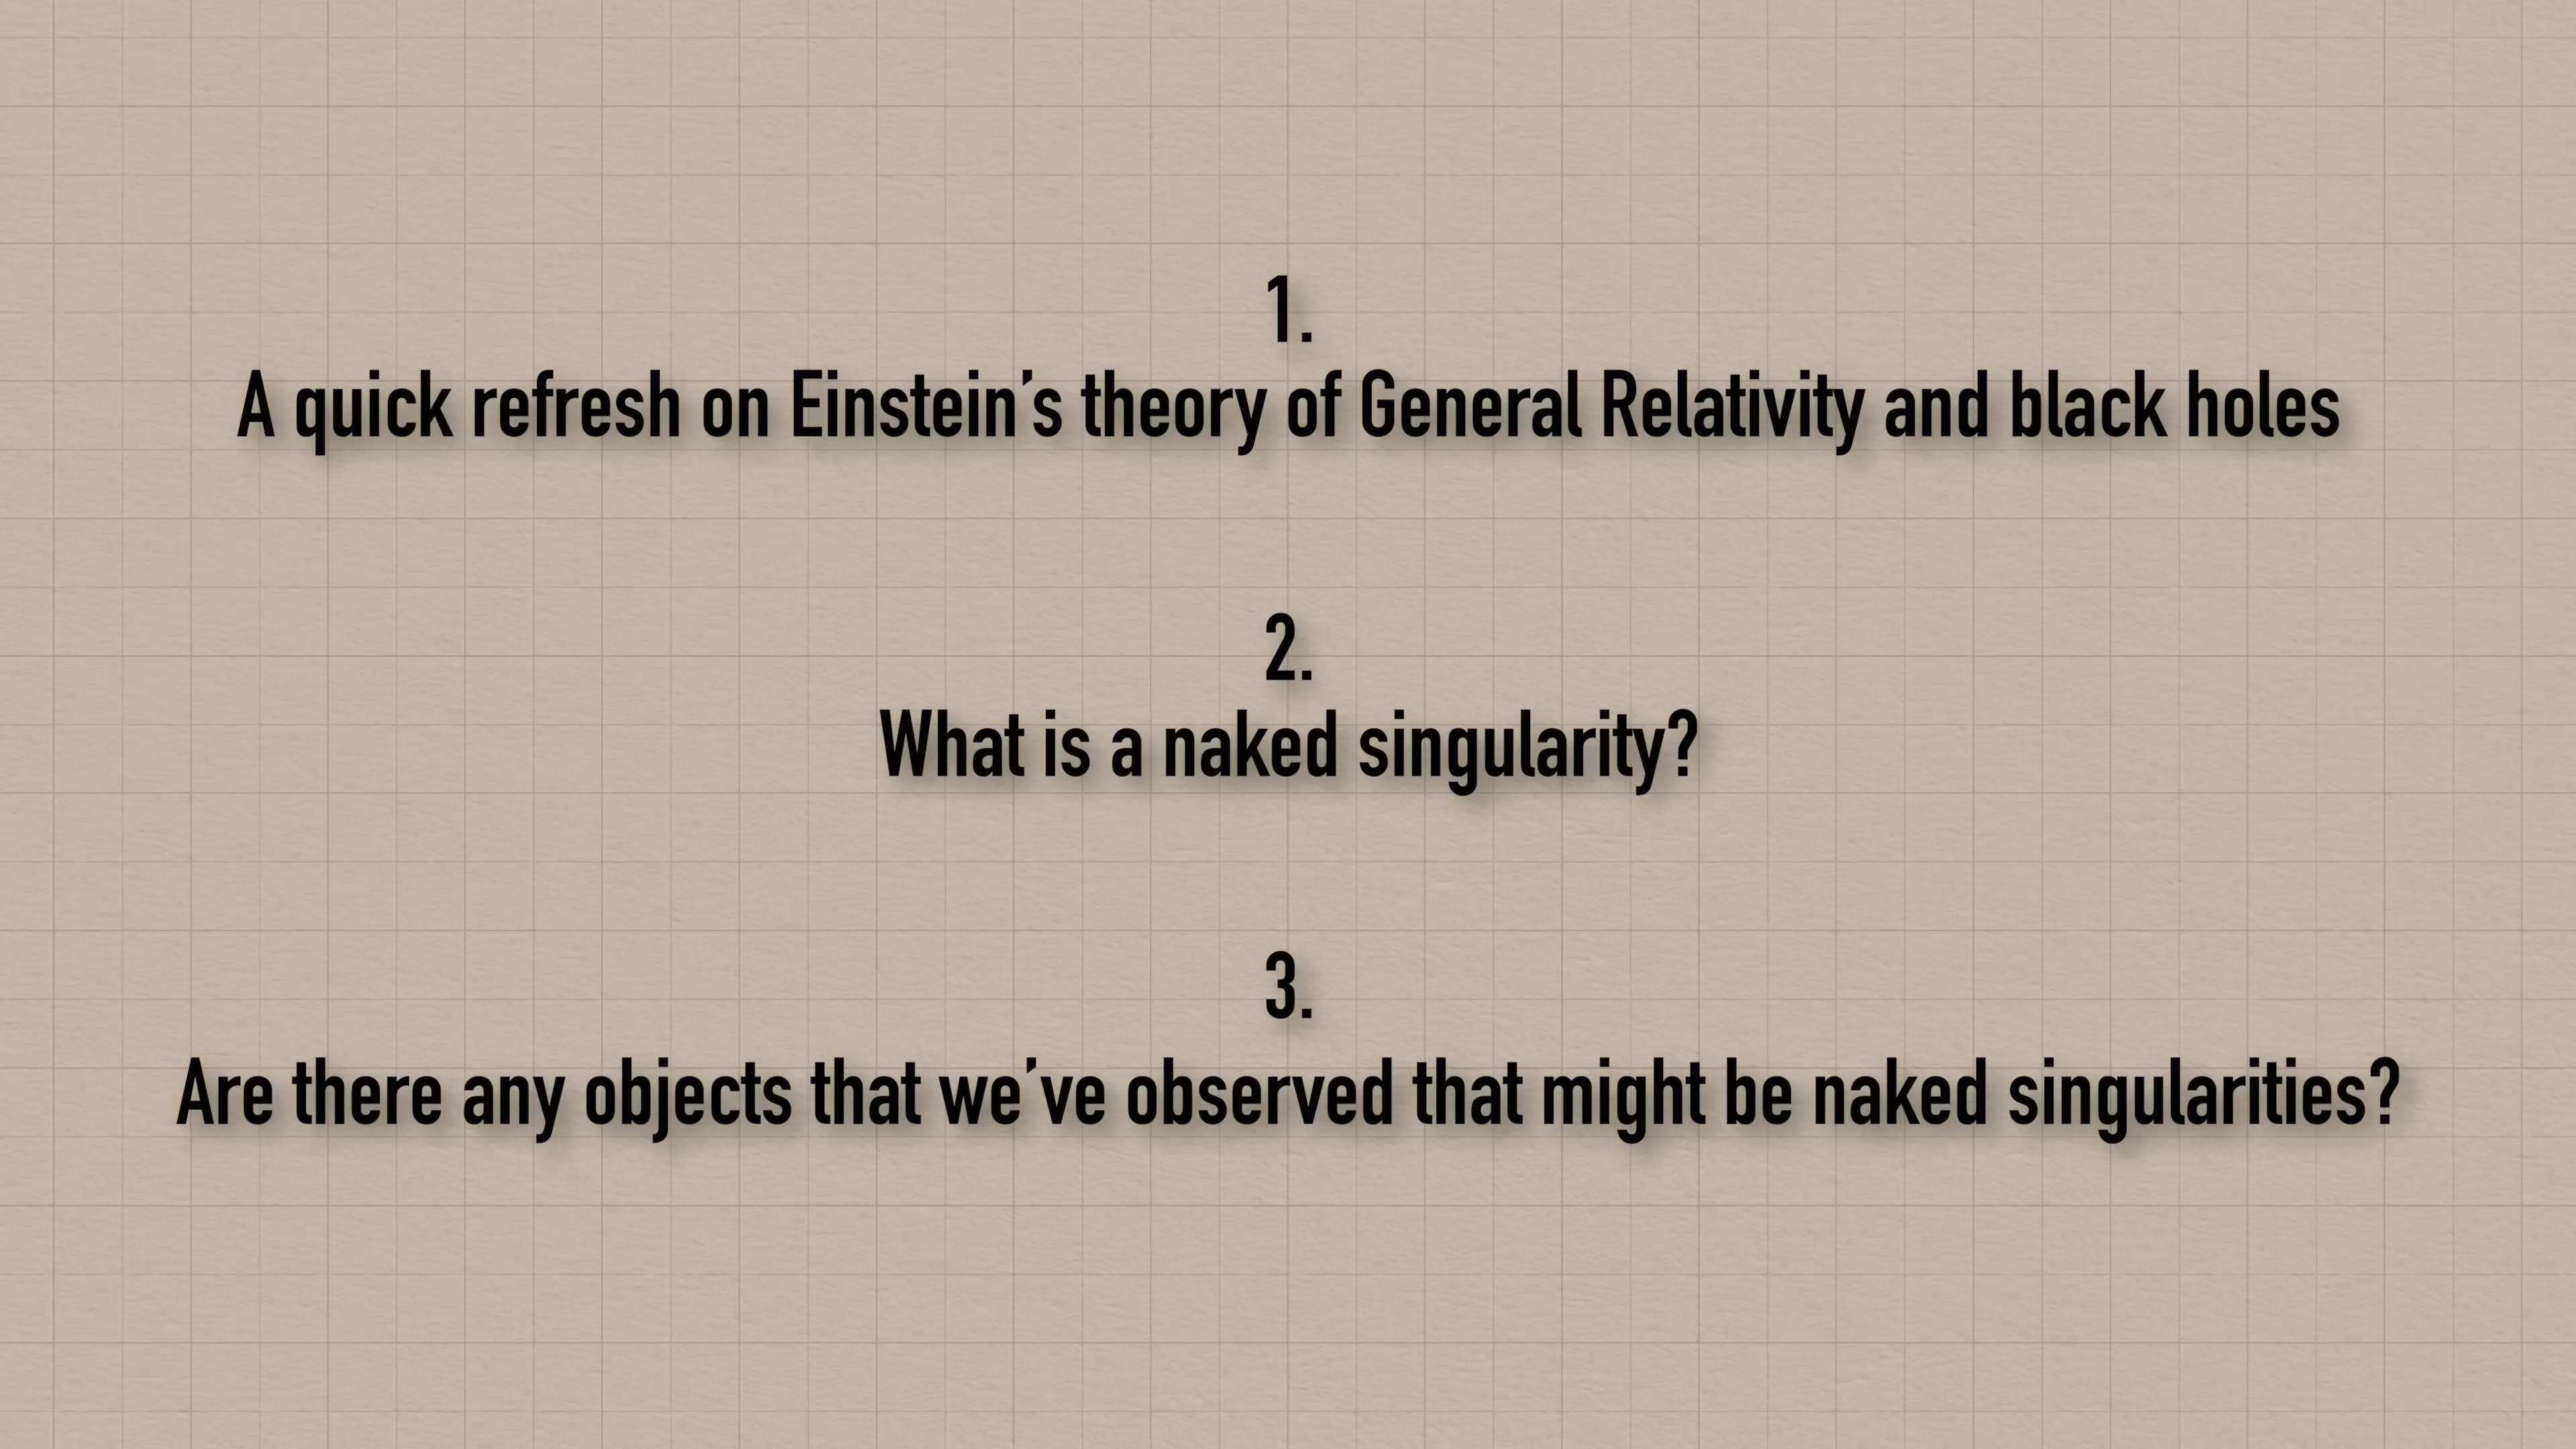 1.
A quick refresh on Einstein’s theory of General Relativity and black holes
2.
What is a naked singularity?
3.
Are there any objects that we’ve observed that might be naked singularities?